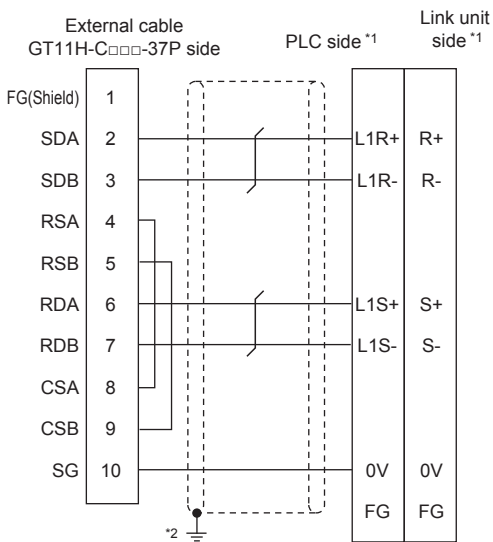 External cable
GT11H-C□□□-37P side
PLC side *1
Link unit
side *1
FG(Shield) 1
SDA 2 L1R+ R+
SDB 3 L1R- R-
RSA 4
RSB 5
RDA 6 L1S+ S+
RDB 7 L1S- S-
CSA 8
CSB 9
SG 10 0V 0V
FG FG
*2